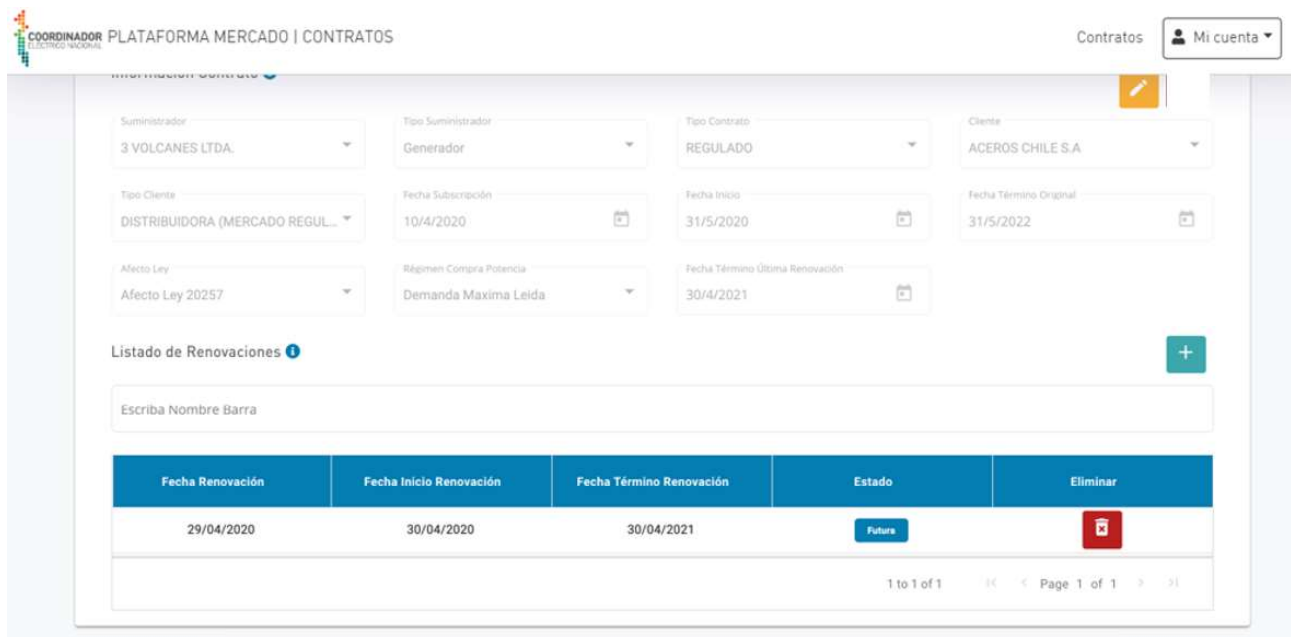 COORDINADOR
ELÉCTRICO NACIONAL
PLATAFORMA MERCADO | CONTRATOS
Contratos
Mi cuenta
Información Contrato
Suministrador
Tipo Suministrador
Tipo Contrato
Cliente
3 VOLCANES LTDA.
Generador
REGULADO
ACEROS CHILE S.A
Tipo Cliente
Fecha Subscripción
Fecha Inicio
Fecha Término Original
DISTRIBUIDORA (MERCADO REGUL...
10/4/2020
31/5/2020
31/5/2022
Afecto Ley
Régimen Compra Potencia
Fecha Término Última Renovación
Afecto Ley 20257
Demanda Maxima Leida
30/4/2021
Listado de Renovaciones
Escriba Nombre Barra
Fecha Renovación
Fecha Inicio Renovación
Fecha Término Renovación
Estado
Eliminar
29/04/2020
30/04/2020
30/04/2021
Futura
1 to 1 of 1
Page 1 of 1